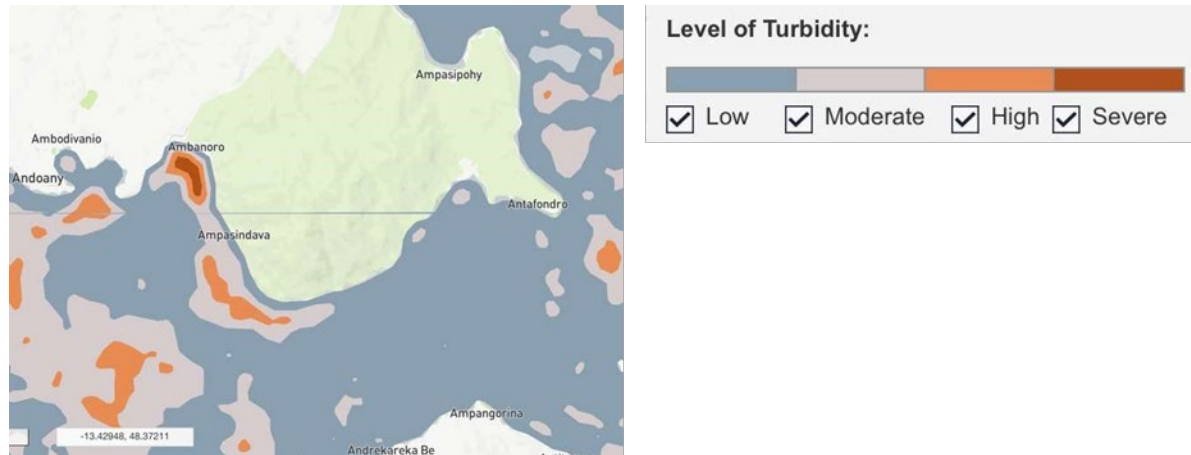 Ampasipohy
Ambodivanio
Ambanoro
Andoany
Antafondro
Ampasindava
Ampangorina
-13.42948, 48.37211
Andrekareka Be
Level of Turbidity:
Low Moderate High Severe